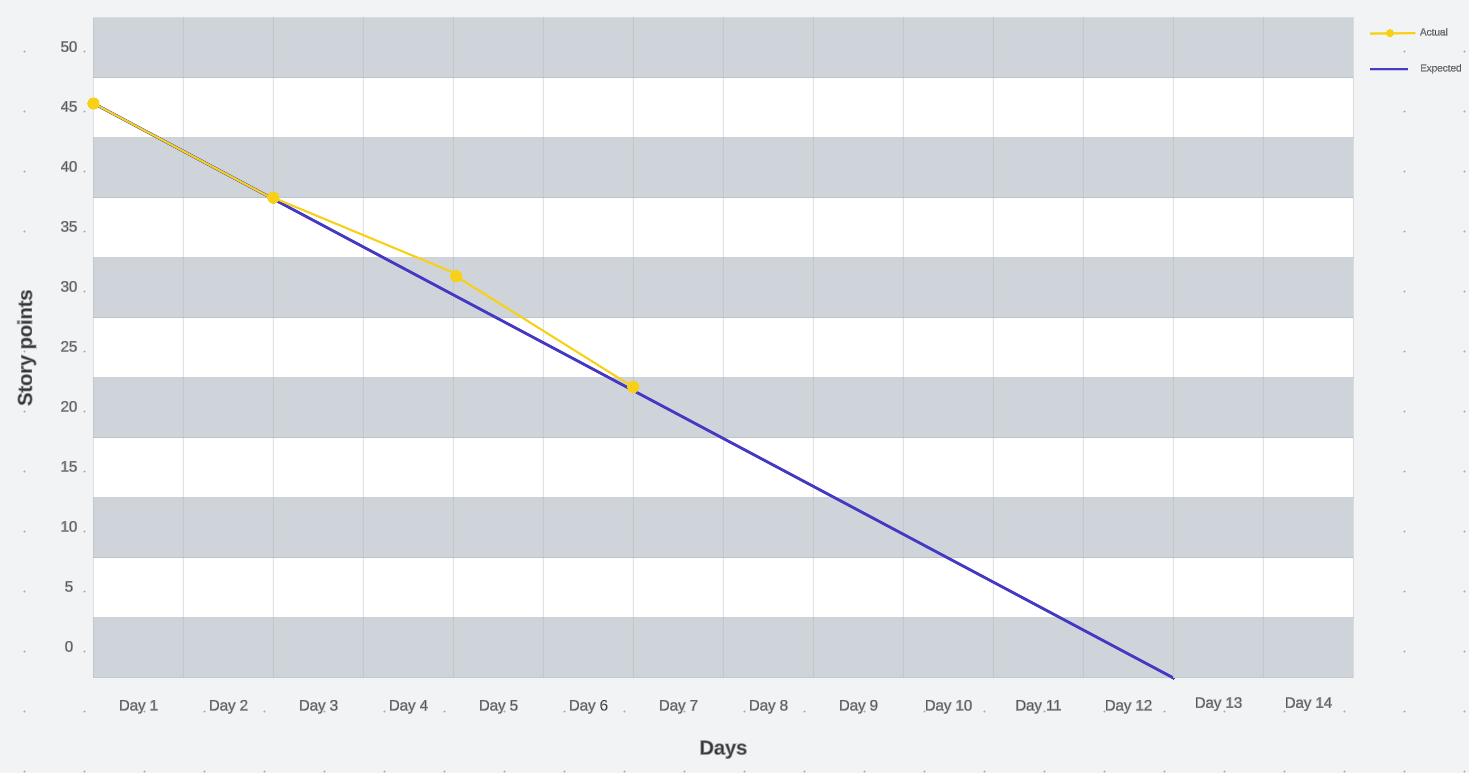 50
45
40
35
30
25
20
15
10
5
0
Story points
Day 1
Day 2
Day 3
Day 4
Day 5
Day 6
Day 7
Day 8
Day 9
Day 10
Day 11
Day 12
Day 13
Day 14
Days
Actual
Expected